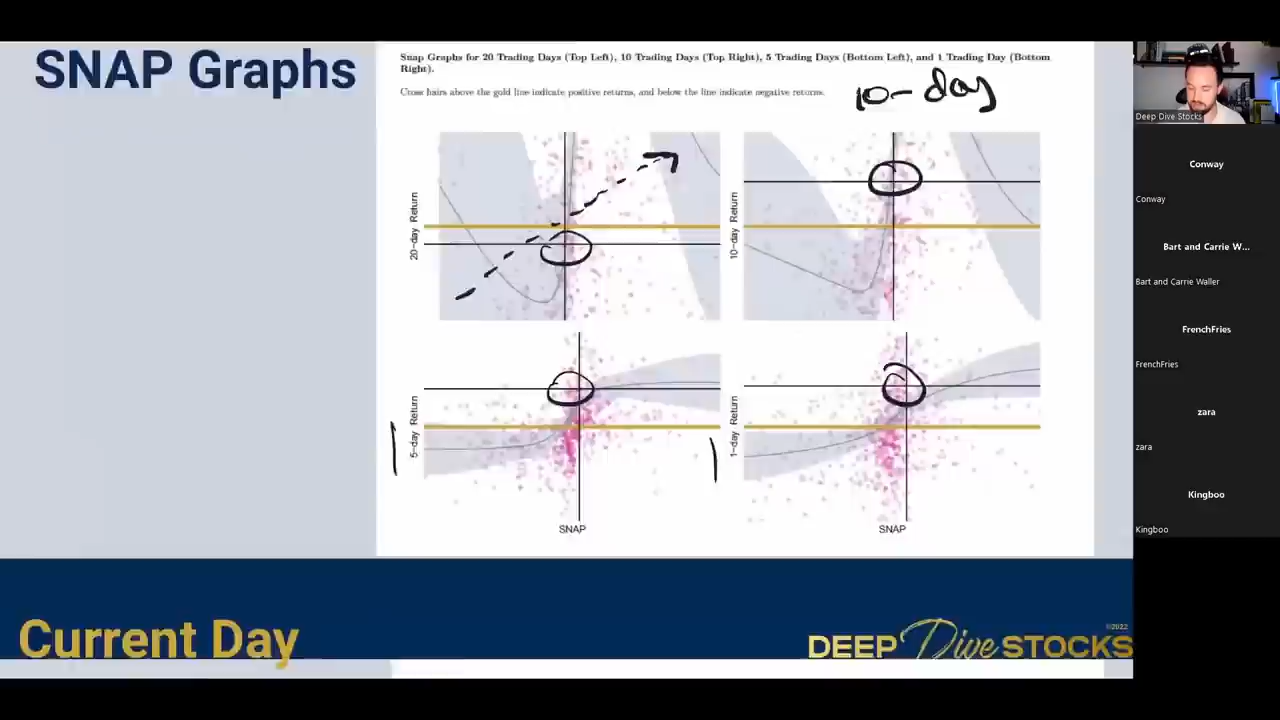 SNAP Graphs
Snap Graphs for 20 Trading Days (Top Left), 10 Trading Days (Top Right), 5 Trading Days (Bottom Left), and 1 Trading Day (Bottom
Right).
Cross hairs above the gold line indicate positive returns, and below the line indicate negative returns.
10-day
20-day Return
10-day Return
5-day Return
1-day Return
SNAP
SNAP
Current Day
©2022
DEEP Dive STOCKS
Deep Dive Stocks
Conway
Conway
Bart and Carrie W...
Bart and Carrie Waller
FrenchFries
FrenchFries
zara
zara
Kingboo
Kingboo